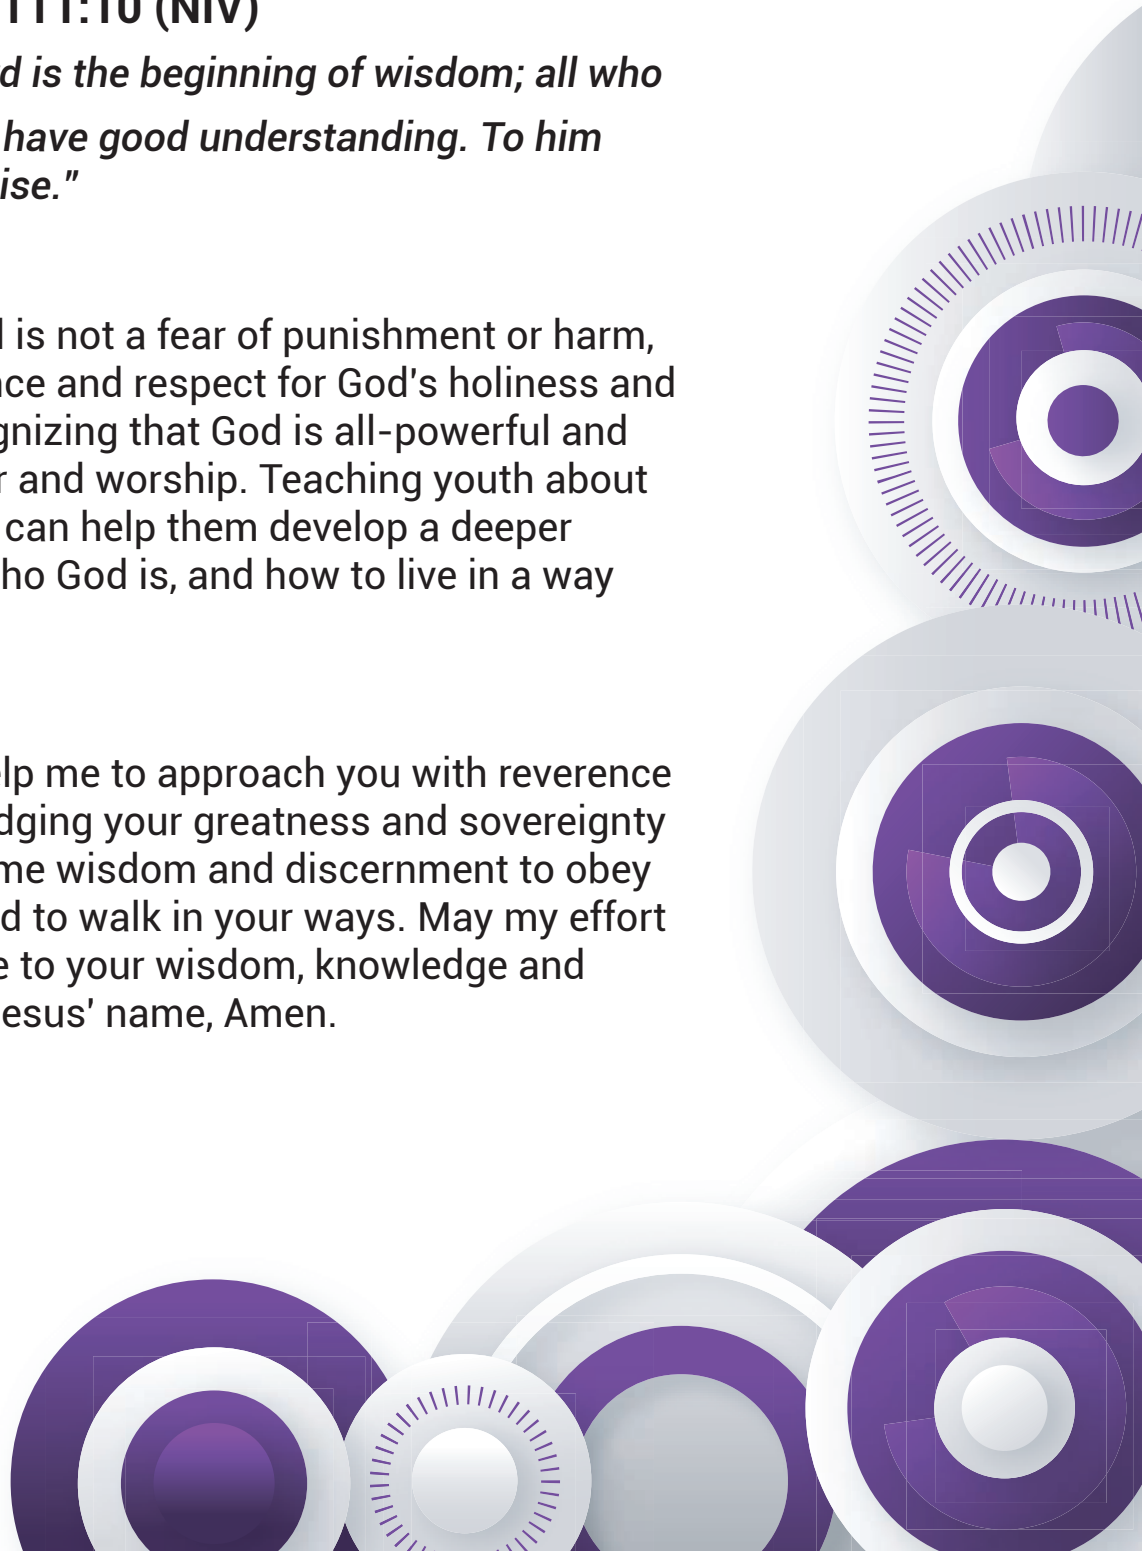 111:10 (NIV)
d is the beginning of wisdom; all who
have good understanding. To him
ise."
is not a fear of punishment or harm,
nce and respect for God's holiness and
gnizing that God is all-powerful and
r and worship. Teaching youth about
can help them develop a deeper
ho God is, and how to live in a way
elp me to approach you with reverence
dging your greatness and sovereignty
me wisdom and discernment to obey
d to walk in your ways. May my effort
e to your wisdom, knowledge and
esus' name, Amen.